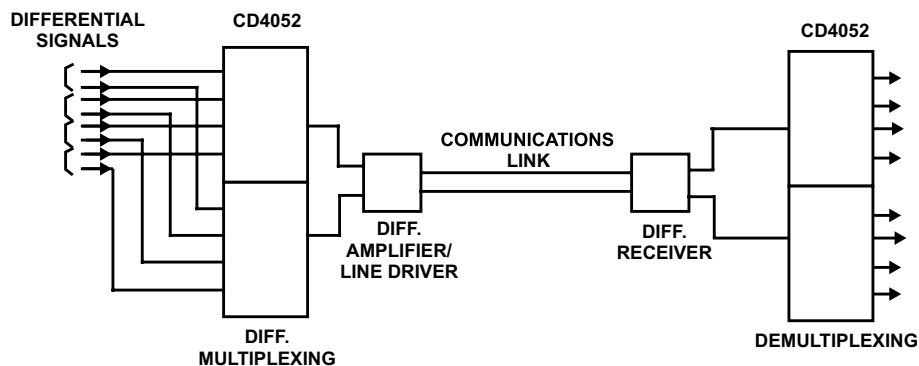 DIFFERENTIAL
SIGNALS
CD4052
CD4052
COMMUNICATIONS
LINK
DIFF.
AMPLIFIER/
LINE DRIVER
DIFF.
RECEIVER
DIFF.
MULTIPLEXING
DEMULTIPLEXING